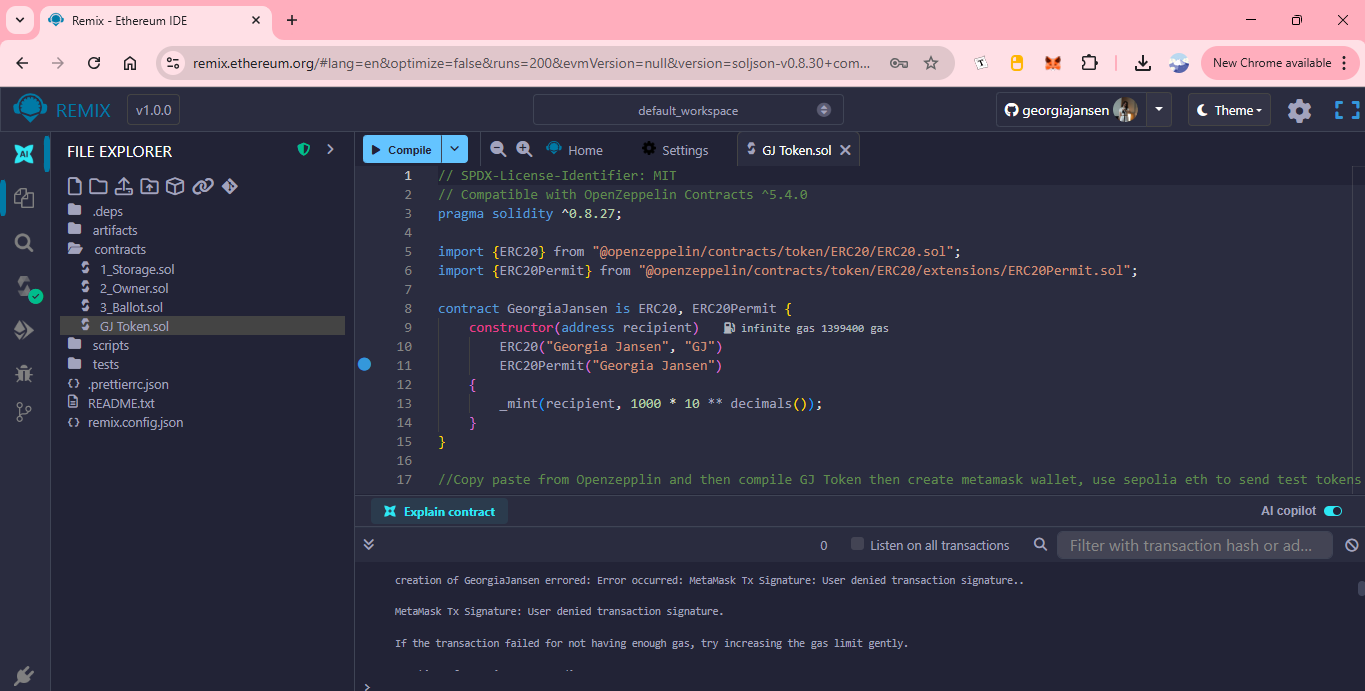 Remix - Ethereum IDE
remix.ethereum.org/#lang=en&optimize=false&runs=200&evmVersion=null&version=soljson-v0.8.30+com...
New Chrome available
REMIX
v1.0.0
default_workspace
georgiajansen
Theme
AI
FILE EXPLORER
.deps
artifacts
contracts
1_Storage.sol
2_Owner.sol
3_Ballot.sol
GJ Token.sol
scripts
tests
.prettierrc.json
README.txt
remix.config.json
Compile
Home
Settings
GJ Token.sol
1 // SPDX-License-Identifier: MIT
2 // Compatible with OpenZeppelin Contracts ^5.4.0
3 pragma solidity ^0.8.27;
4
5 import {ERC20} from "@openzeppelin/contracts/token/ERC20/ERC20.sol";
6 import {ERC20Permit} from "@openzeppelin/contracts/token/ERC20/extensions/ERC20Permit.sol";
7
8 contract GeorgiaJansen is ERC20, ERC20Permit {
9 constructor(address recipient) infinite gas 1399400 gas
10 ERC20("Georgia Jansen", "GJ")
11 ERC20Permit("Georgia Jansen")
12 {
13 _mint(recipient, 1000 * 10 ** decimals());
14 }
15 }
16
17 //Copy paste from Openzepplin and then compile GJ Token then create metamask wallet, use sepolia eth to send test tokens
Explain contract
AI copilot
0
Listen on all transactions
Filter with transaction hash or ad...
creation of GeorgiaJansen errored: Error occurred: MetaMask Tx Signature: User denied transaction signature..
MetaMask Tx Signature: User denied transaction signature.
If the transaction failed for not having enough gas, try increasing the gas limit gently.
>